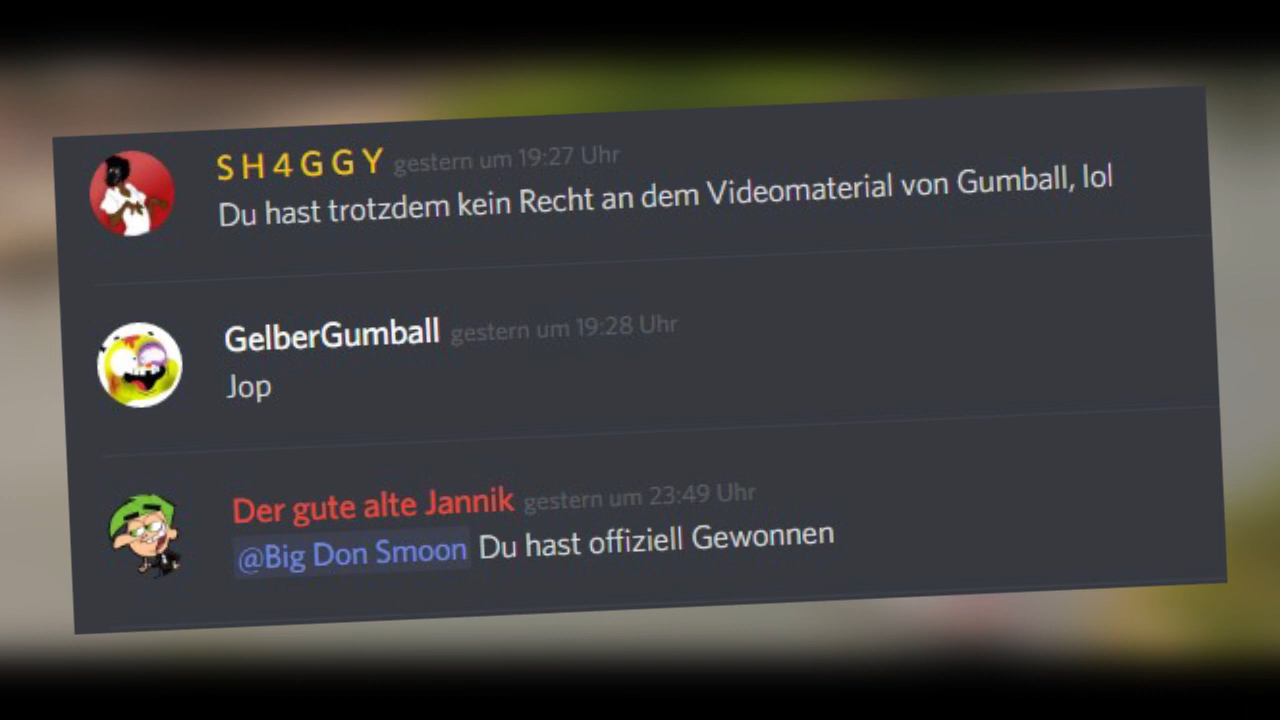 S H 4 G G Y gestern um 19:27 Uhr
Du hast trotzdem kein Recht an dem Videomaterial von Gumball, lol
GelberGumball gestern um 19:28 Uhr
Jop
Der gute alte Jannik gestern um 23:49 Uhr
@Big Don Smoon Du hast offiziell Gewonnen